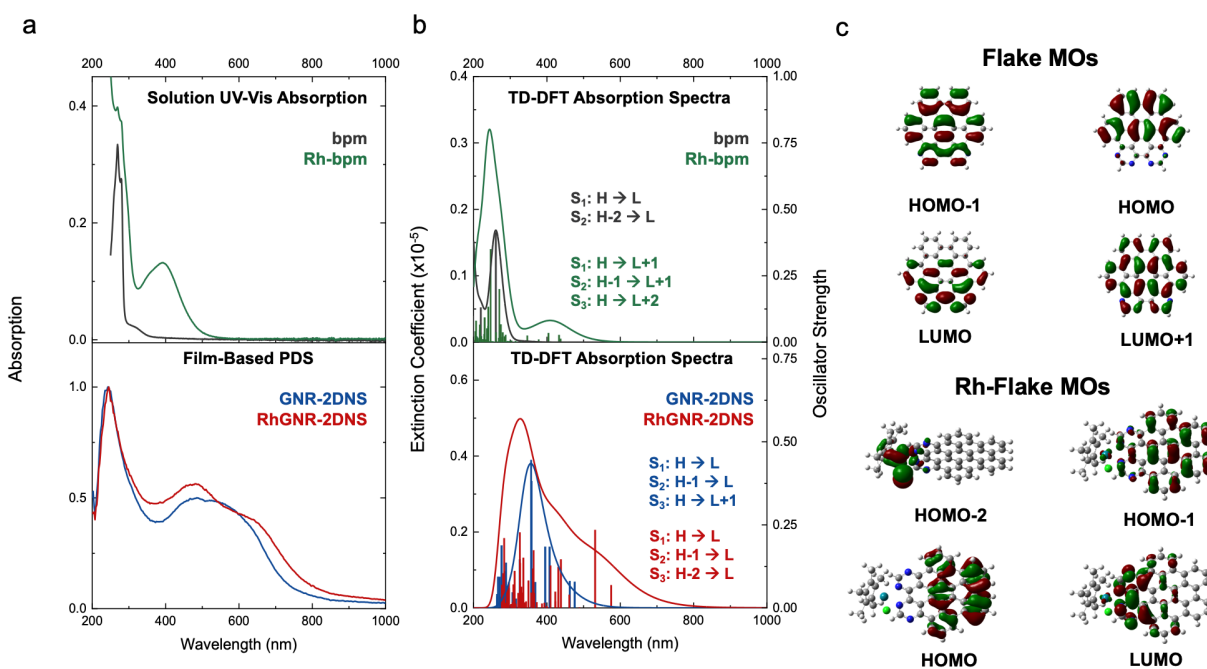 a
200 400 600 800 1000
Solution UV-Vis Absorption
bpm
Rh-bpm
0.4
0.2
0.0
Film-Based PDS
GNR-2DNS
RhGNR-2DNS
1.0
0.5
0.0
200 400 600 800 1000
Wavelength (nm)
Absorption
b
200 400 600 800 1000
TD-DFT Absorption Spectra
bpm
Rh-bpm
S1: H → L
S2: H-2 → L
S1: H → L+1
S2: H-1 → L+1
S3: H → L+2
0.4
0.3
0.2
0.1
0.0
1.00
0.75
0.50
0.25
0.00
TD-DFT Absorption Spectra
GNR-2DNS
RhGNR-2DNS
S1: H → L
S2: H-1 → L
S3: H → L+1
S1: H → L
S2: H-1 → L
S3: H-2 → L
0.6
0.4
0.2
0.0
0.75
0.50
0.25
0.00
200 400 600 800 1000
Wavelength (nm)
Extinction Coefficient (x10-5)
Oscillator Strength
c
Flake MOs
HOMO-1 HOMO
LUMO LUMO+1
Rh-Flake MOs
HOMO-2 HOMO-1
HOMO LUMO